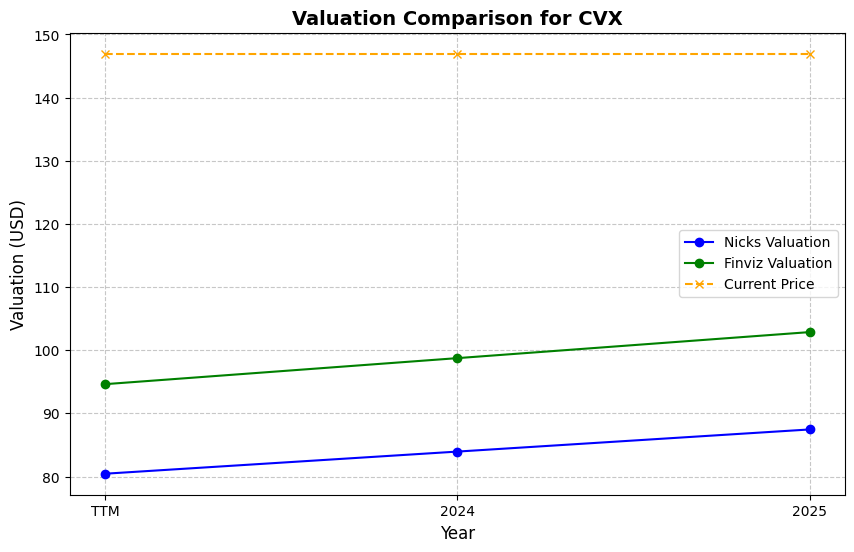 Valuation Comparison for CVX
Valuation (USD)
150
140
130
120
110
100
90
80
Nicks Valuation
Finviz Valuation
Current Price
TTM
2024
2025
Year